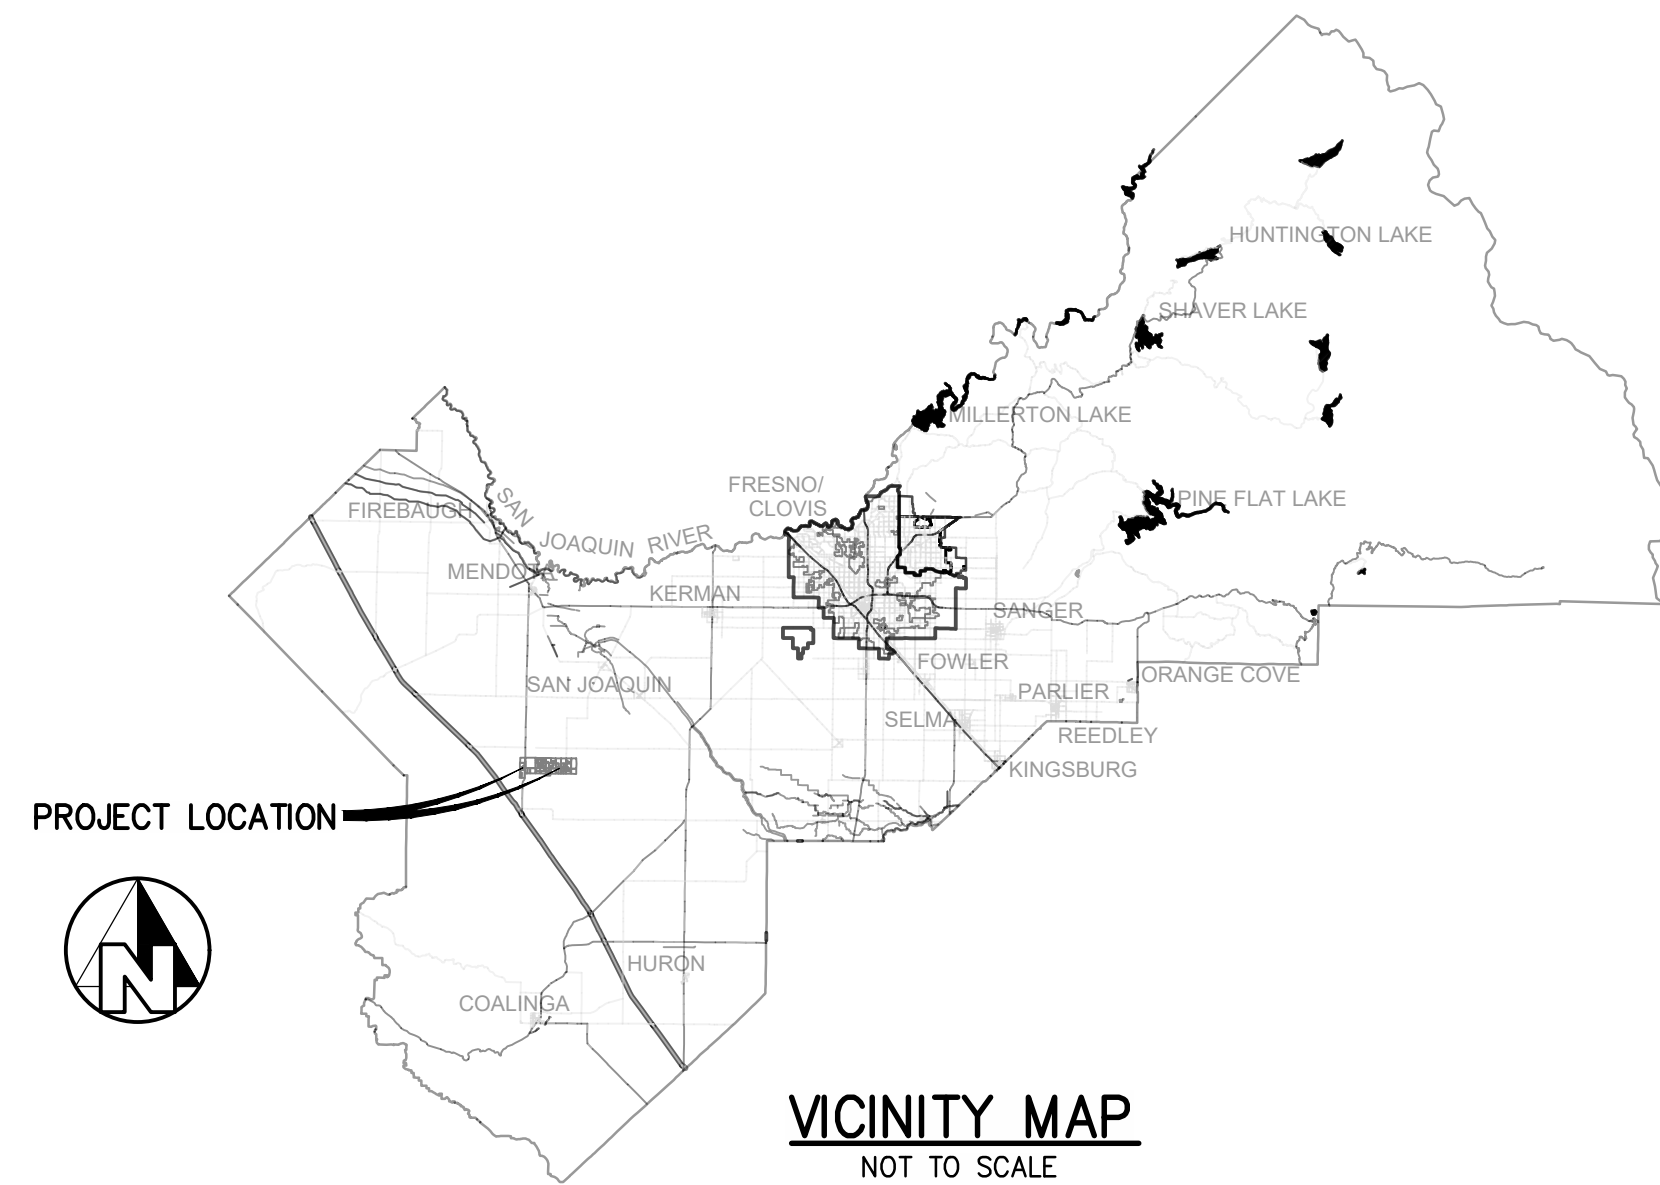 HUNTINGTON LAKE
SHAVER LAKE
MILLERTON LAKE
FRESNO/
CLOVIS
PINE FLAT LAKE
FIREBAUGH
SAN JOAQUIN RIVER
MENDOTA
KERMAN
SANGER
FOWLER
ORANGE COVE
SAN JOAQUIN
PARLIER
SELMA
REEDLEY
KINGSBURG
PROJECT LOCATION
N
HURON
COALINGA
VICINITY MAP
NOT TO SCALE